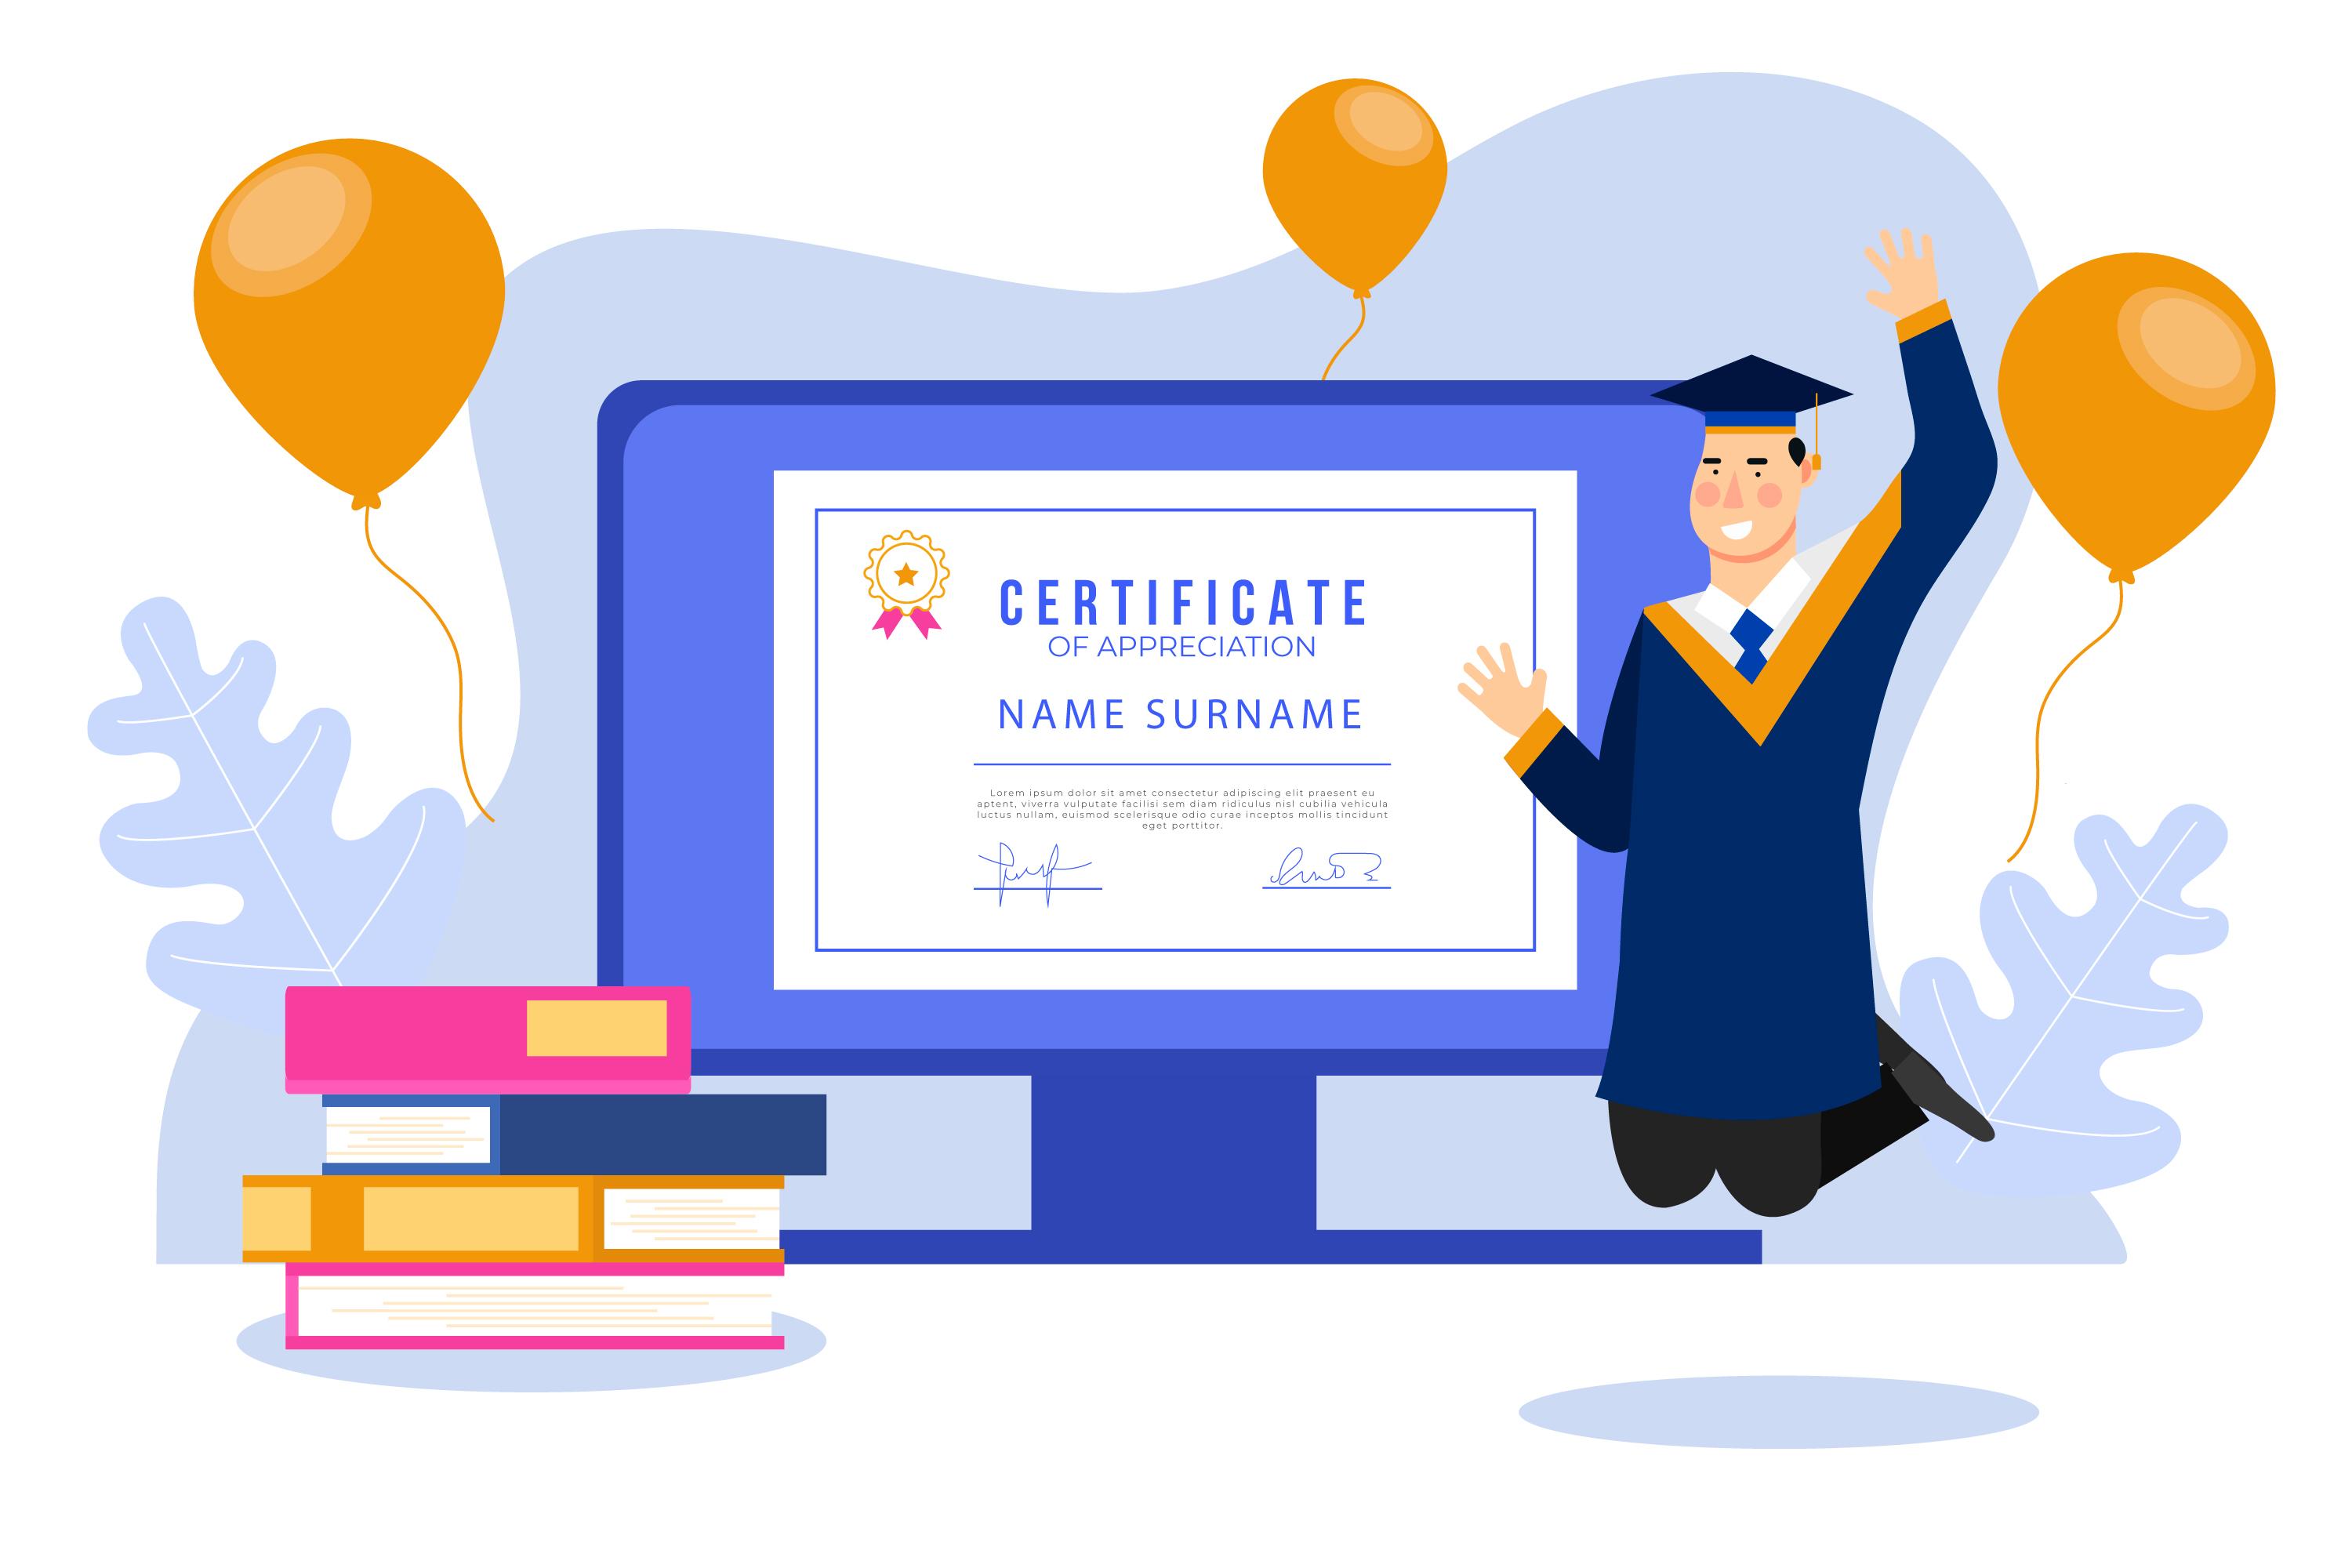 CERTIFICATE
OF APPRECIATION
NAME SURNAME
Lorem ipsum dolor sit amet consectetur adipiscing elit praesent eu
aptent, viverra vulputate facilisi sem diam ridiculus nisl cubilia vehicula
luctus nullam, euismod scelerisque odio curae inceptos mollis tincidunt
eget porttitor.